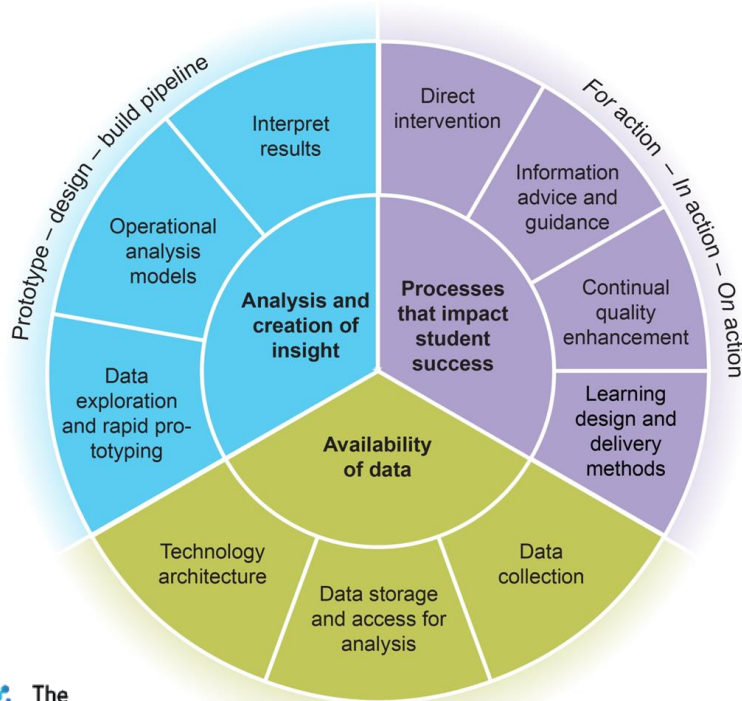 Prototype – design – build pipeline
For action – In action – On action
Interpret
results
Operational
analysis
models
Data
exploration
and rapid pro-
totyping
Analysis and
creation of
insight
Direct
intervention
Information
advice and
guidance
Continual
quality
enhancement
Learning
design and
delivery
methods
Processes
that impact
student
success
Availability
of data
Technology
architecture
Data storage
and access for
analysis
Data
collection
The